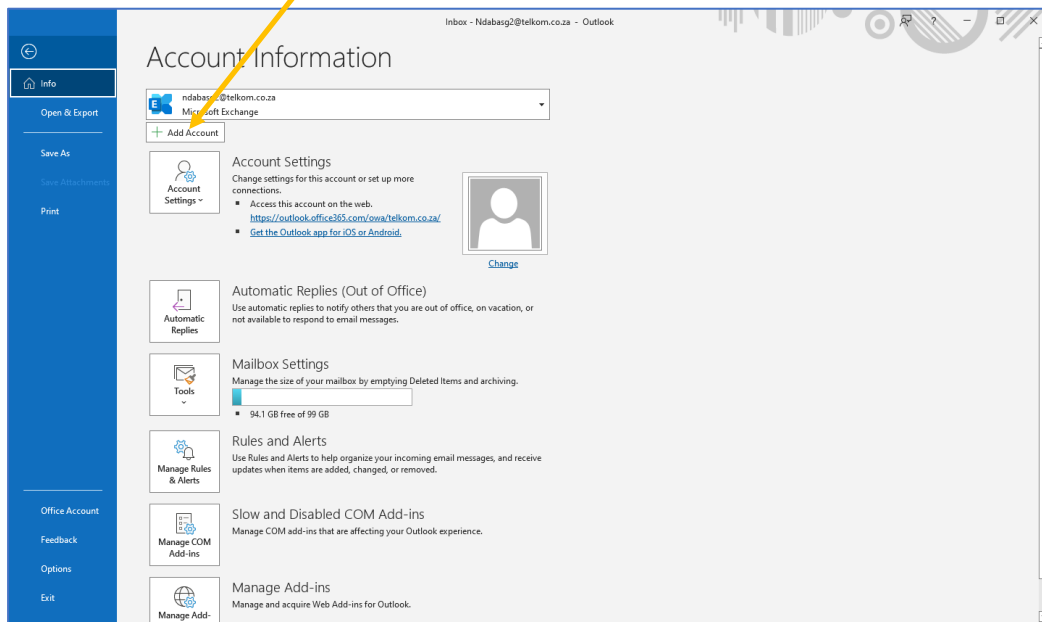 Inbox - Ndabasg2@telkom.co.za - Outlook
?
Account Information
Info
Open & Export
Save As
Save Attachments
Print
Office Account
Feedback
Options
Exit
ndabasg2@telkom.co.za
Microsoft Exchange
Add Account
Account
Settings
Account Settings
Change settings for this account or set up more
connections.
Access this account on the web.
https://outlook.office365.com/owa/telkom.co.za/
Get the Outlook app for iOS or Android.
Change
Automatic
Replies
Automatic Replies (Out of Office)
Use automatic replies to notify others that you are out of office, on vacation, or
not available to respond to email messages.
Tools
Mailbox Settings
Manage the size of your mailbox by emptying Deleted Items and archiving.
94.1 GB free of 99 GB
Manage Rules
& Alerts
Rules and Alerts
Use Rules and Alerts to help organize your incoming email messages, and receive
updates when items are added, changed, or removed.
Manage COM
Add-ins
Slow and Disabled COM Add-ins
Manage COM add-ins that are affecting your Outlook experience.
Manage Add-
Manage Add-ins
Manage and acquire Web Add-ins for Outlook.